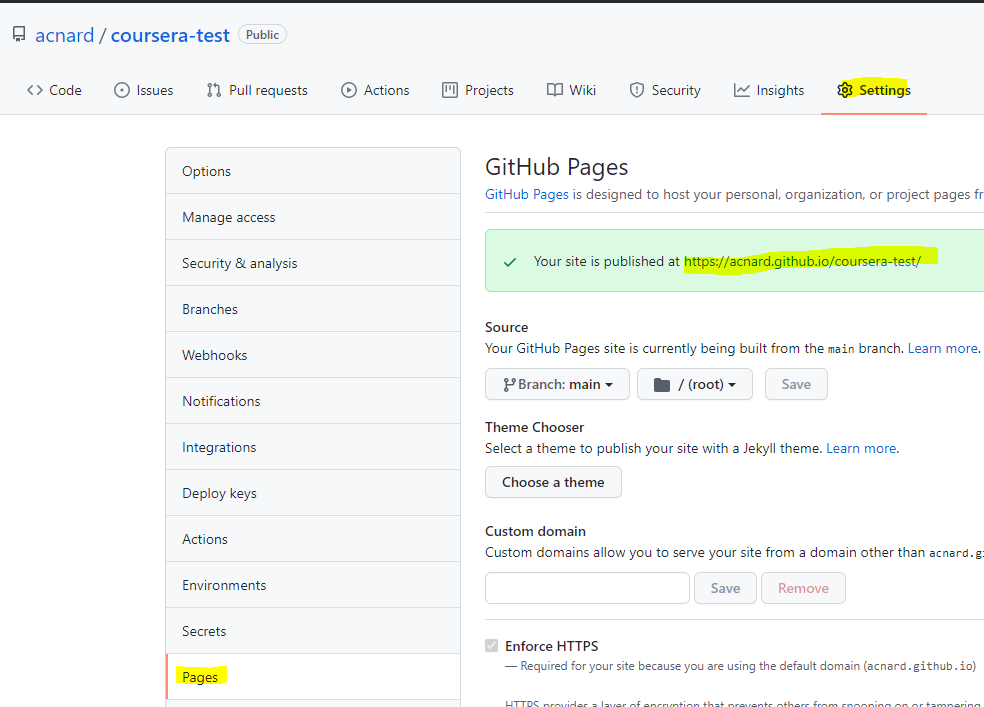 acnard / coursera-test Public
Code Issues Pull requests Actions Projects Wiki Security Insights Settings
Options
Manage access
Security & analysis
Branches
Webhooks
Notifications
Integrations
Deploy keys
Actions
Environments
Secrets
Pages
GitHub Pages
GitHub Pages is designed to host your personal, organization, or project pages
Your site is published at https://acnard.github.io/coursera-test/
Source
Your GitHub Pages site is currently being built from the main branch. Learn more.
Branch: main / (root) Save
Theme Chooser
Select a theme to publish your site with a Jekyll theme. Learn more.
Choose a theme
Custom domain
Custom domains allow you to serve your site from a domain other than acnard.g
Save Remove
Enforce HTTPS
— Required for your site because you are using the default domain (acnard.github.io)
HTTPS provides a layer of encryption that prevents others from snooping on or tampering